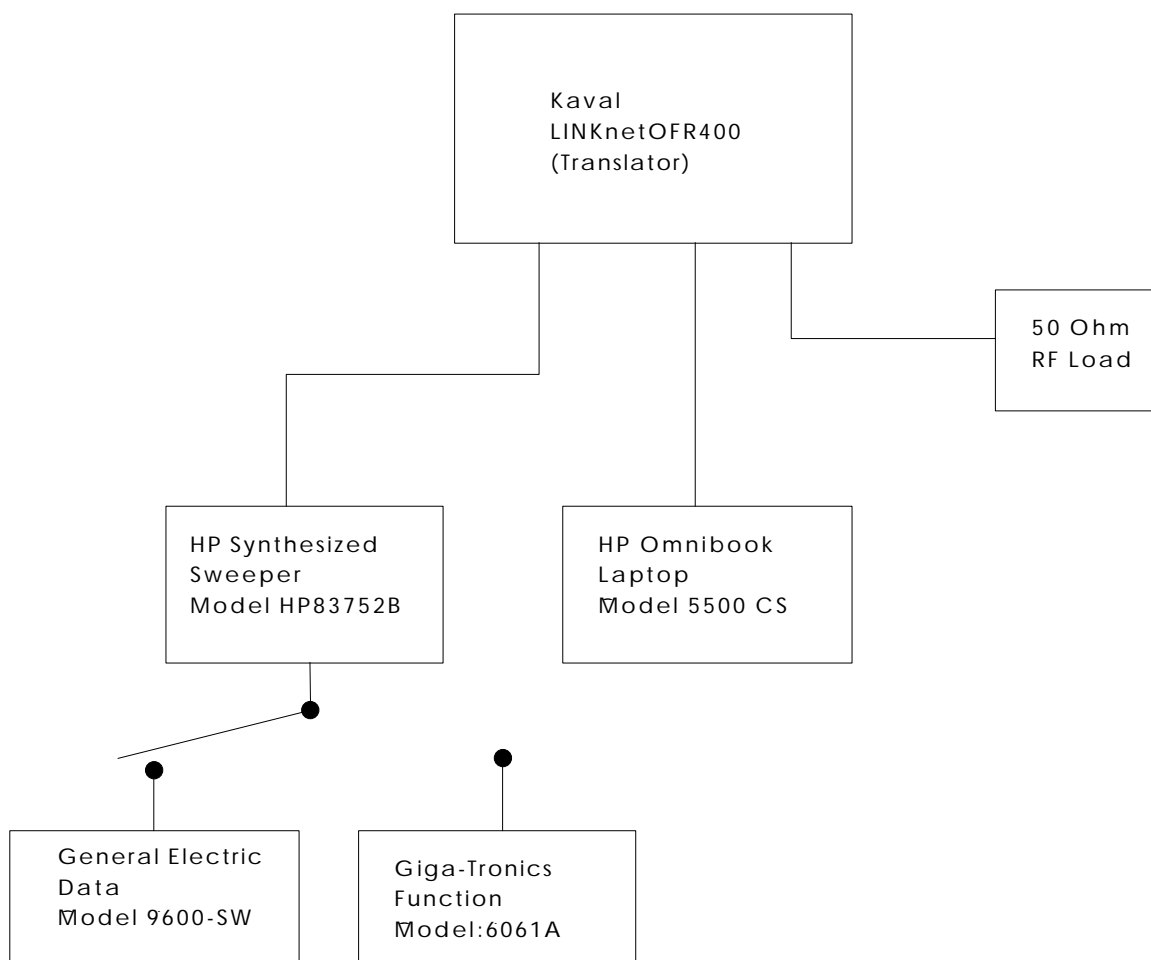 Kaval
LINKnetOFR400
(Translator)
50 Ohm
RF Load
HP Synthesized
Sweeper
Model HP83752B
HP Omnibook
Laptop
Model 5500 CS
General Electric
Data
Model 9600-SW
Giga-Tronics
Function
Model:6061A